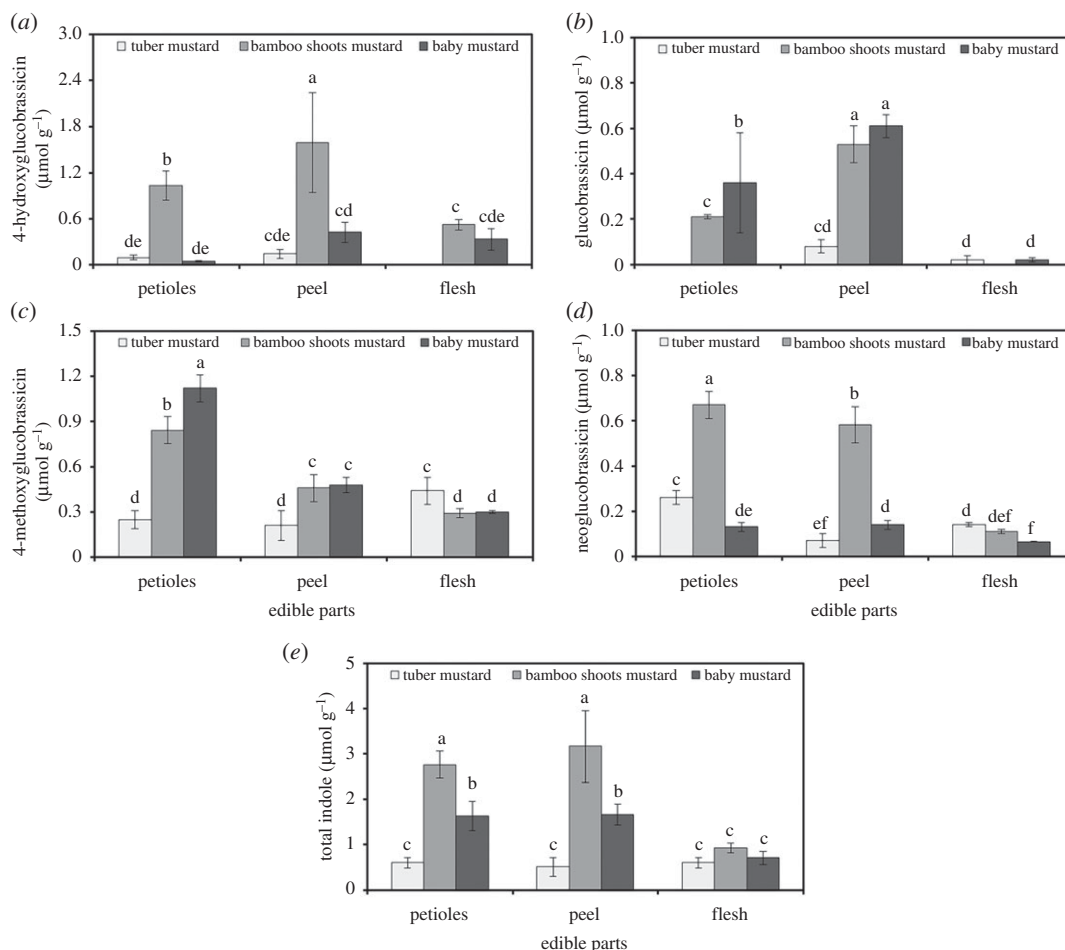 (a)
3.0
tuber mustard bamboo shoots mustard baby mustard
2.4
1.8
1.2
0.6
0
4-hydroxyglucobrassicin
(µmol g⁻¹)
de b de
cde a cd
c cde
petioles peel flesh
(b)
1.0
tuber mustard bamboo shoots mustard baby mustard
0.8
0.6
0.4
0.2
0
glucobrassicin (µmol g⁻¹)
c b
cd a a
d d
petioles peel flesh
(c)
1.5
tuber mustard bamboo shoots mustard baby mustard
1.2
0.9
0.6
0.3
0
4-methoxyglucobrassicin
(µmol g⁻¹)
d b a
d c c
c d d
petioles peel flesh
edible parts
(d)
1.0
tuber mustard bamboo shoots mustard baby mustard
0.8
0.6
0.4
0.2
0
neoglucobrassicin (µmol g⁻¹)
d a de
ef b d
d def f
petioles peel flesh
edible parts
(e)
5
tuber mustard bamboo shoots mustard baby mustard
4
3
2
1
0
total indole (µmol g⁻¹)
c a b
c a b
c c c
petioles peel flesh
edible parts